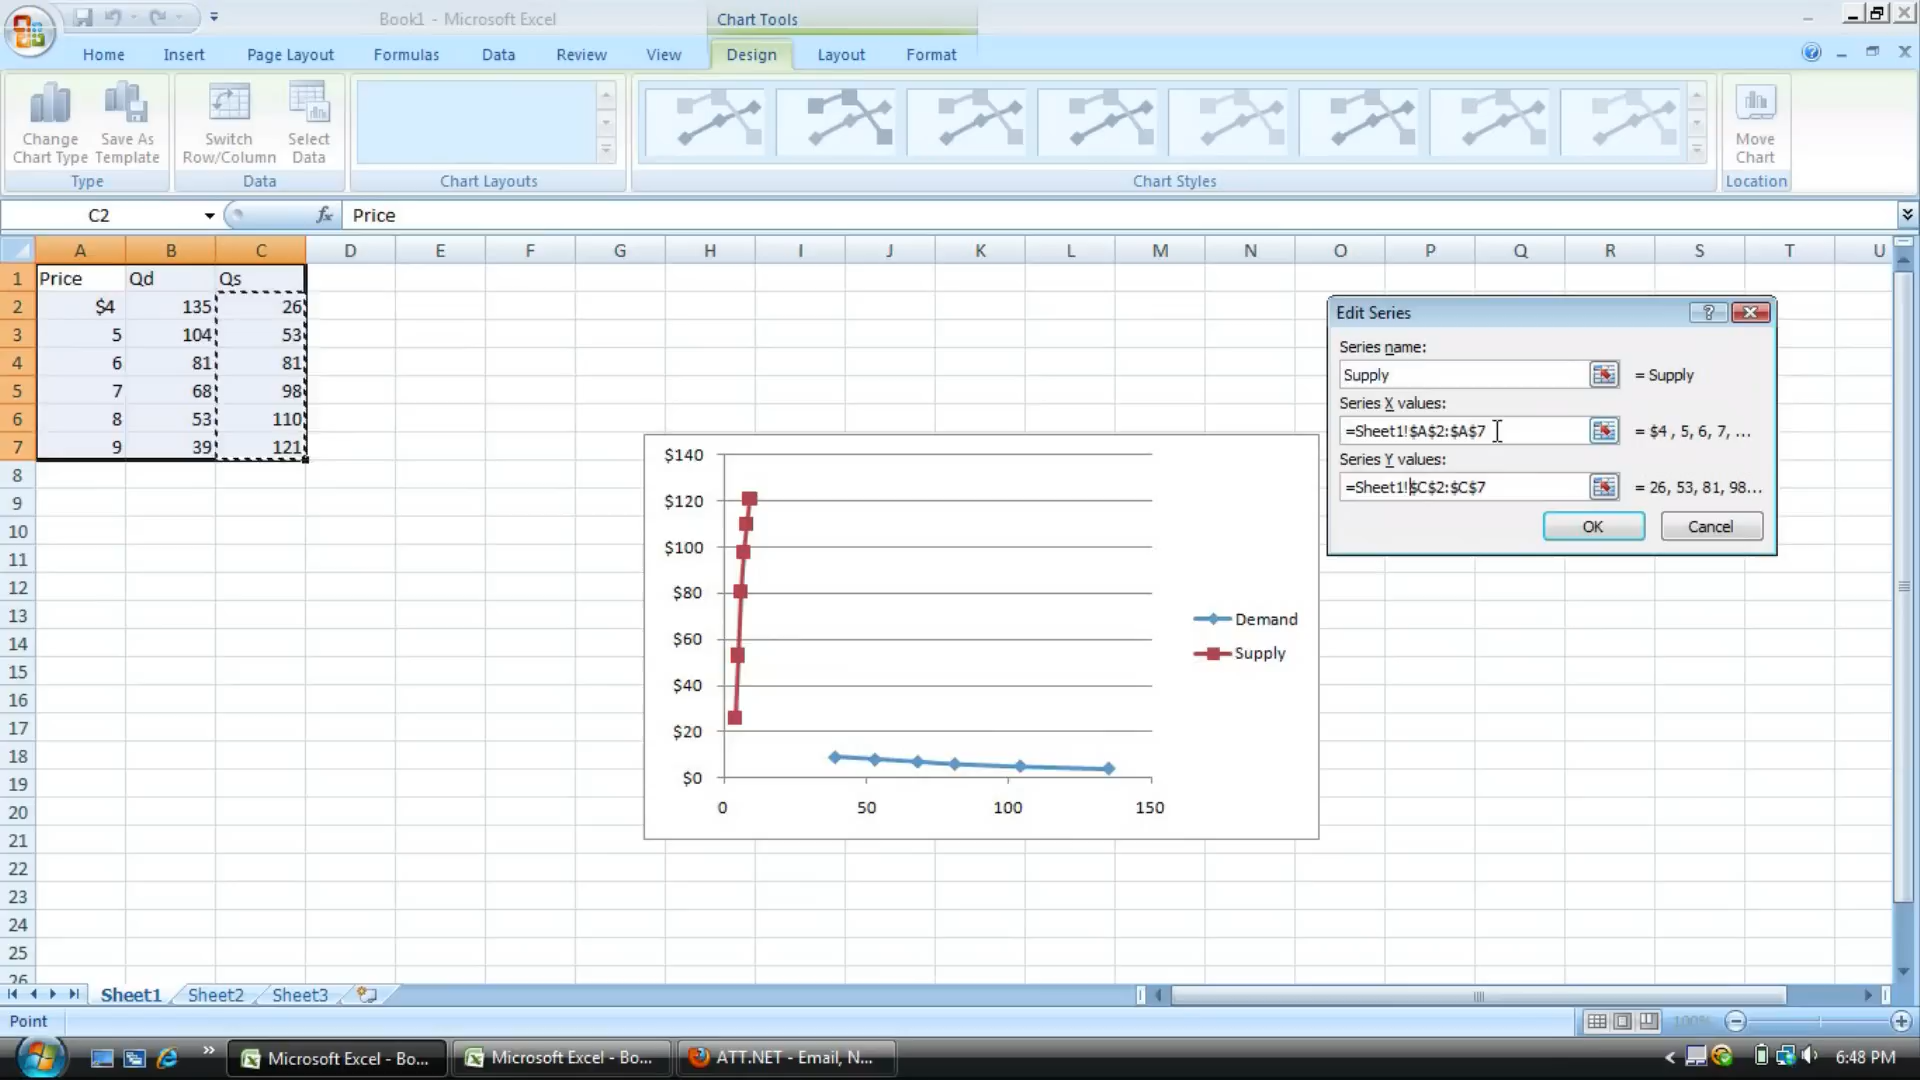 Book1 - Microsoft Excel
Chart Tools
Home Insert Page Layout Formulas Data Review View Design Layout Format
Change Chart Type
Save As Template
Switch Row/Column
Select Data
Move Chart
Type Data Chart Layouts Chart Styles Location
C2 fx Price
A B C D E F G H I J K L M N O P Q R S T U
1 Price Qd Qs
2 $4 135 26
3 5 104 53
4 6 81 81
5 7 68 98
6 8 53 110
7 9 39 121
8
9
10
11
12
13
14
15
16
17
18
19
20
21
22
23
24
25
26
$140
$120
$100
$80
$60
$40
$20
$0
0 50 100 150
Demand
Supply
Edit Series
Series name:
Supply = Supply
Series X values:
=Sheet1!$A$2:$A$7 = $4 , 5, 6, 7, ...
Series Y values:
=Sheet1!$C$2:$C$7 = 26, 53, 81, 98...
OK Cancel
Sheet1 Sheet2 Sheet3
Point 100%
Microsoft Excel - Bo... Microsoft Excel - Bo... ATT.NET - Email, N... 6:48 PM